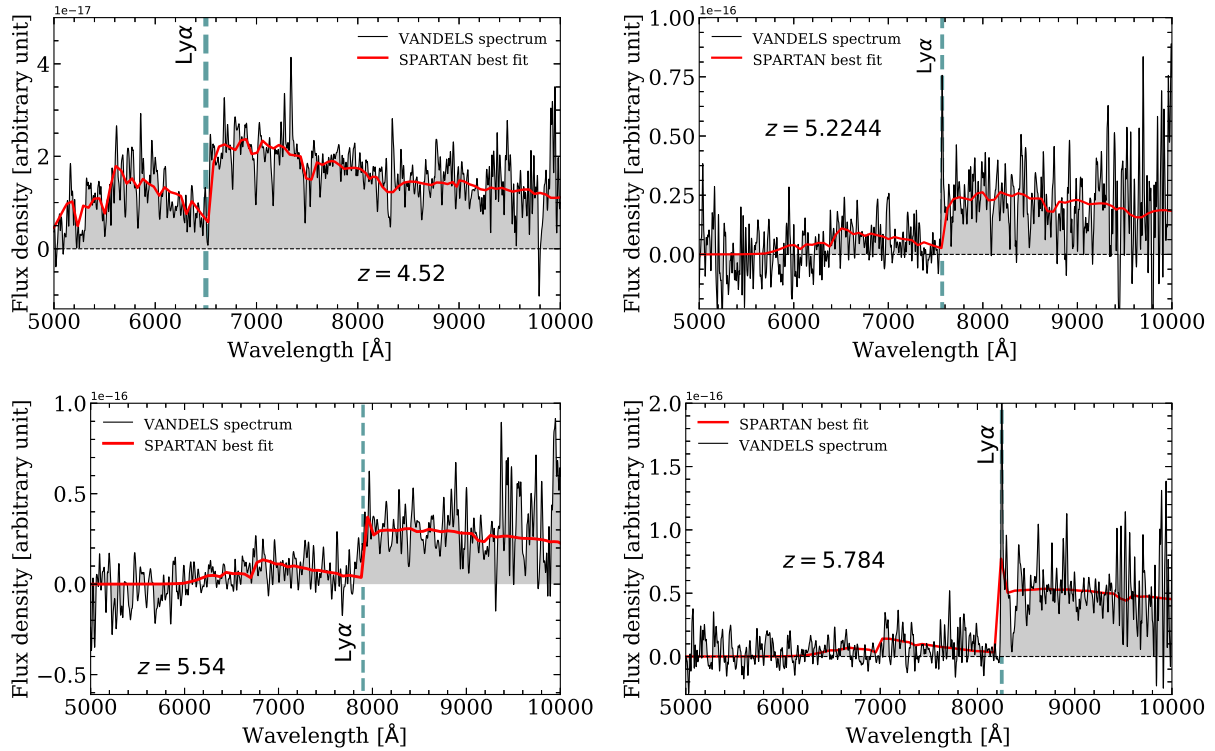 1e−17
Flux density [arbitrary unit]
4
2
0
Lyα
VANDELS spectrum
SPARTAN best fit
z = 4.52
5000 6000 7000 8000 9000 10000
Wavelength [Å]
1e−16
Flux density [arbitrary unit]
1.00
0.75
0.50
0.25
0.00
Lyα
VANDELS spectrum
SPARTAN best fit
z = 5.2244
5000 6000 7000 8000 9000 10000
Wavelength [Å]
1e−16
Flux density [arbitrary unit]
1.0
0.5
0.0
−0.5
VANDELS spectrum
SPARTAN best fit
Lyα
z = 5.54
5000 6000 7000 8000 9000 10000
Wavelength [Å]
1e−16
Flux density [arbitrary unit]
2.0
1.5
1.0
0.5
0.0
SPARTAN best fit
VANDELS spectrum
Lyα
z = 5.784
5000 6000 7000 8000 9000 10000
Wavelength [Å]